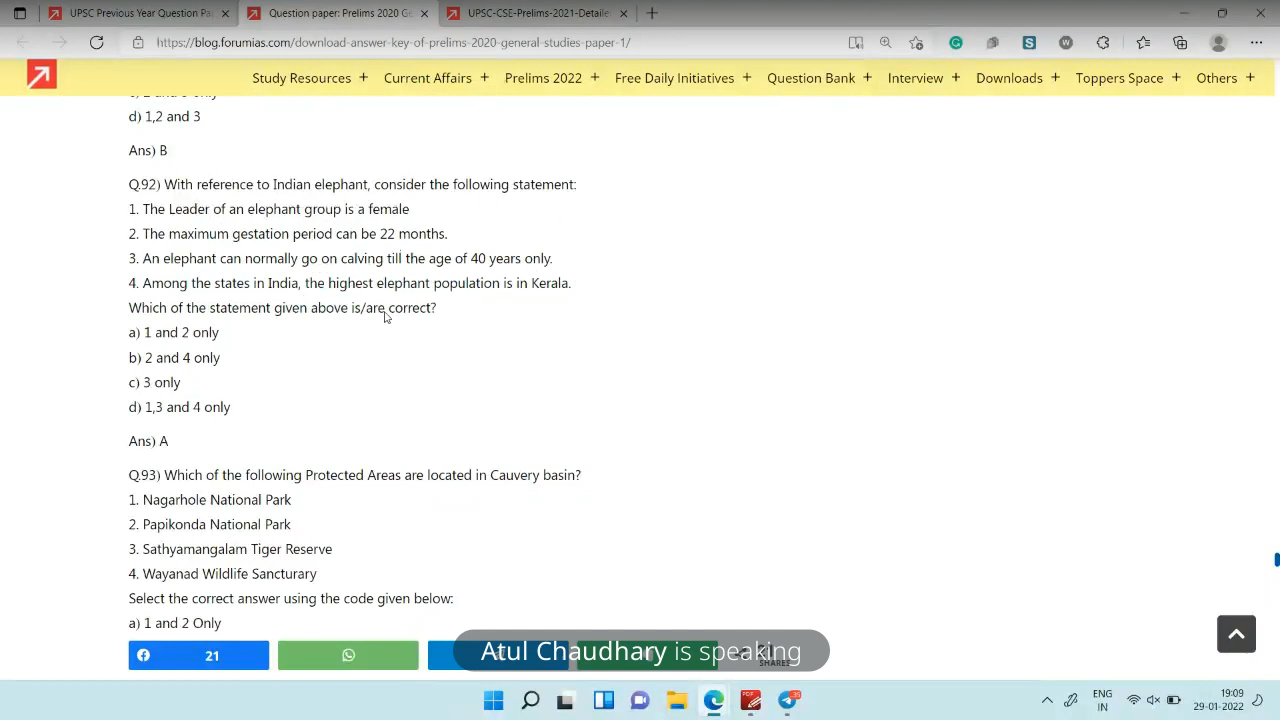 UPSC Previous Year Question Pa
Question paper: Prelims 2020 Ge
UPSC-CSE-Prelims-2021-Detaile
https://blog.forumias.com/download-answer-key-of-prelims-2020-general-studies-paper-1/
Study Resources +
Current Affairs +
Prelims 2022 +
Free Daily Initiatives +
Question Bank +
Interview +
Downloads +
Toppers Space +
Others +
d) 1,2 and 3
Ans) B
Q.92) With reference to Indian elephant, consider the following statement:
1. The Leader of an elephant group is a female
2. The maximum gestation period can be 22 months.
3. An elephant can normally go on calving till the age of 40 years only.
4. Among the states in India, the highest elephant population is in Kerala.
Which of the statement given above is/are correct?
a) 1 and 2 only
b) 2 and 4 only
c) 3 only
d) 1,3 and 4 only
Ans) A
Q.93) Which of the following Protected Areas are located in Cauvery basin?
1. Nagarhole National Park
2. Papikonda National Park
3. Sathyamangalam Tiger Reserve
4. Wayanad Wildlife Sancturary
Select the correct answer using the code given below:
a) 1 and 2 Only
21
Atul Chaudhary is speaking
SHARES
ENG
IN
19:09
29-01-2022